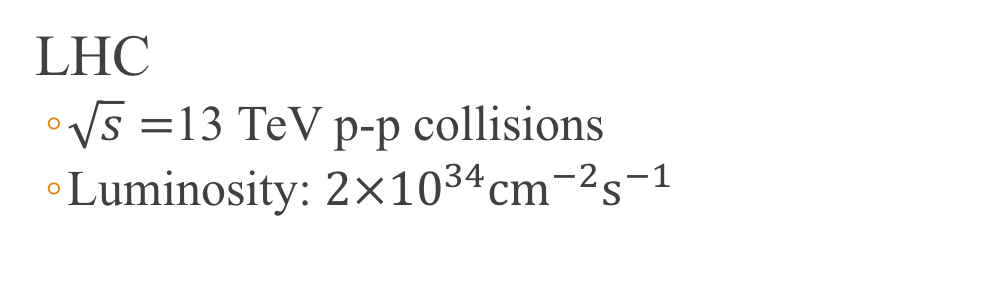 LHC
◦ √s =13 TeV p-p collisions
◦ Luminosity: 2×10³⁴cm⁻²s⁻¹